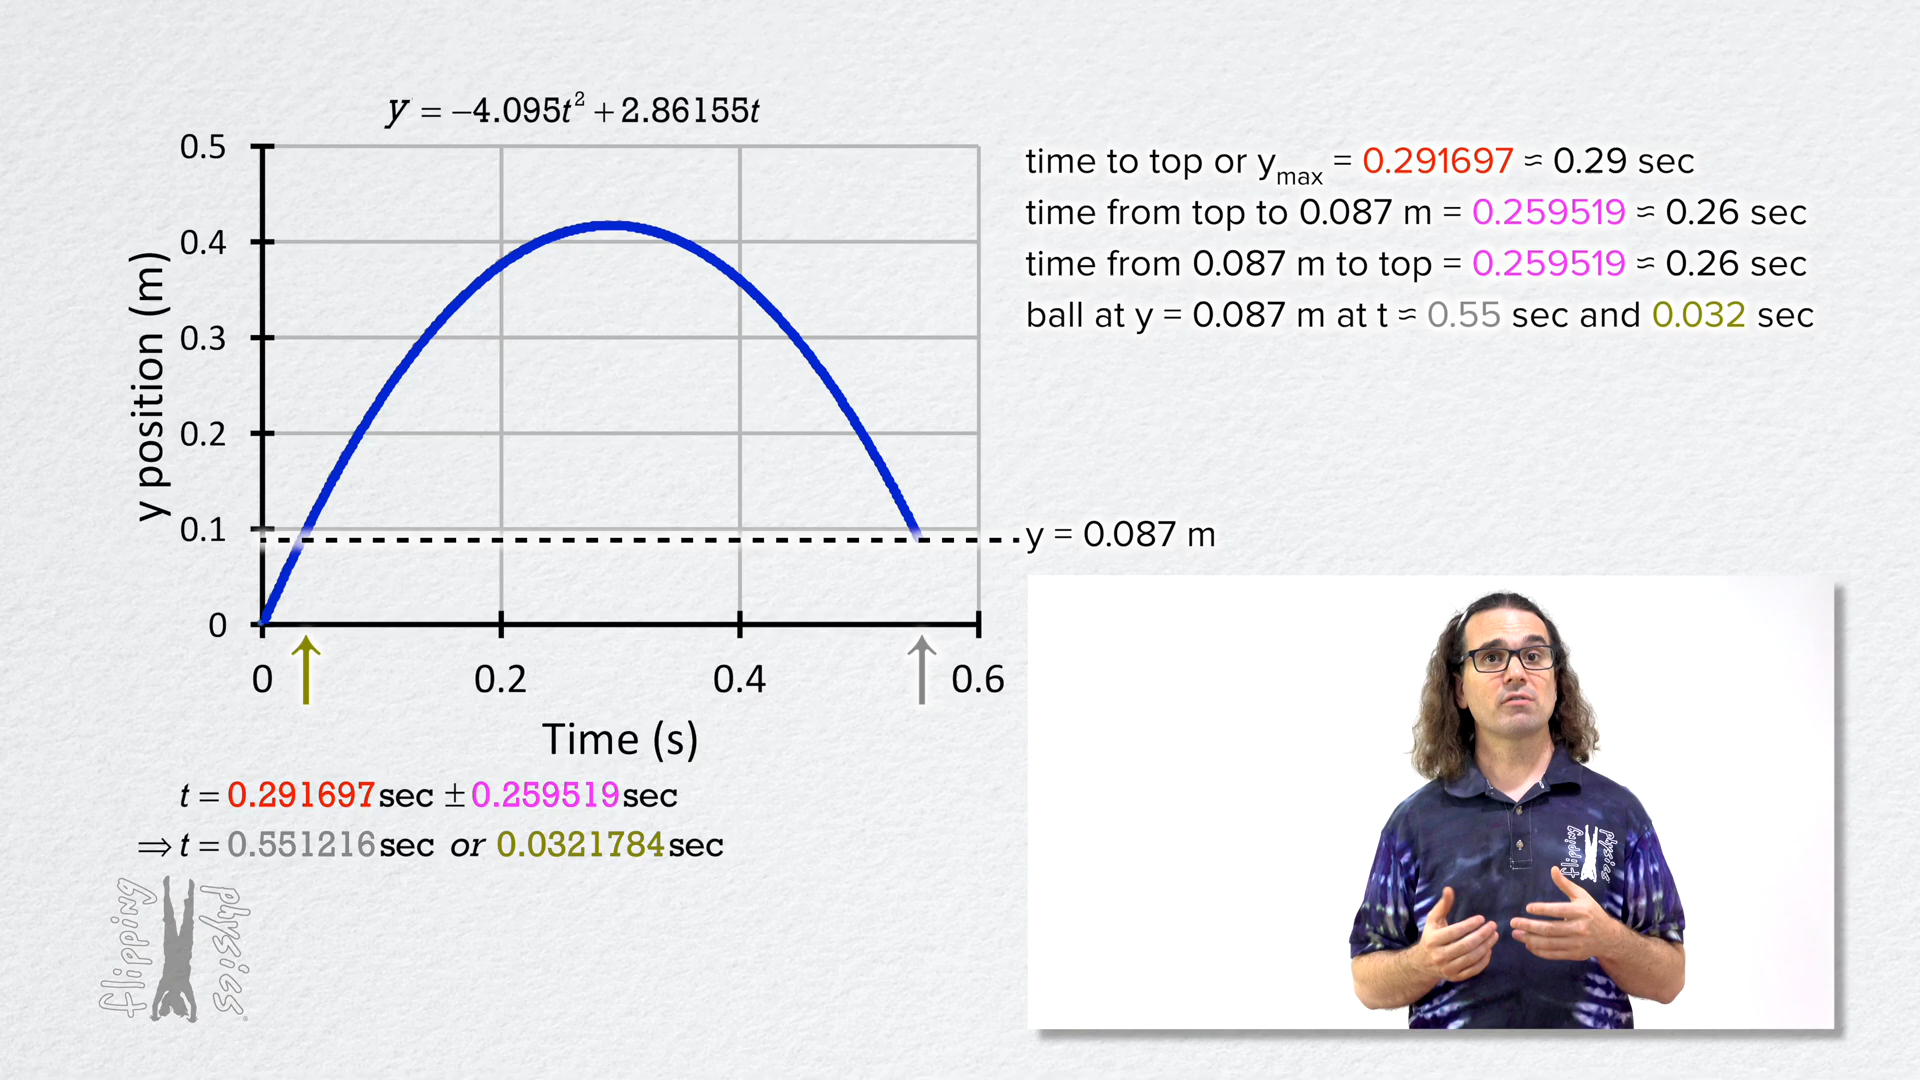 y = −4.095t² + 2.86155t
0.5
0.4
0.3
0.2
0.1
0
y position (m)
0 0.2 0.4 0.6
Time (s)
time to top or yₘₐₓ = 0.291697 ≈ 0.29 sec
time from top to 0.087 m = 0.259519 ≈ 0.26 sec
time from 0.087 m to top = 0.259519 ≈ 0.26 sec
ball at y = 0.087 m at t ≈ 0.55 sec and 0.032 sec
y = 0.087 m
t = 0.291697 sec ± 0.259519 sec
⇒ t = 0.551216 sec or 0.0321784 sec
flipping physics
flipping physics